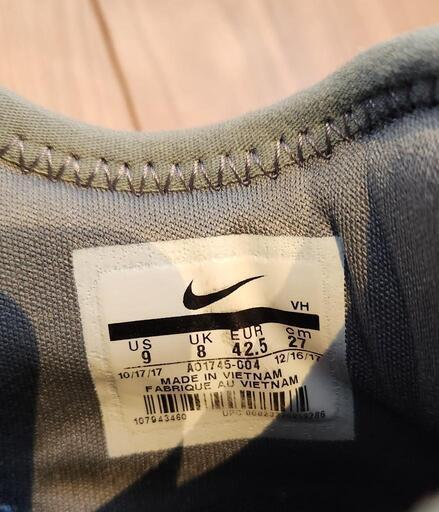 VH
US UK EUR cm
9 8 42.5 27
10/17/17 AO1745-004 12/16/17
MADE IN VIETNAM
FABRIQUE AU VIETNAM
107943460 UPC